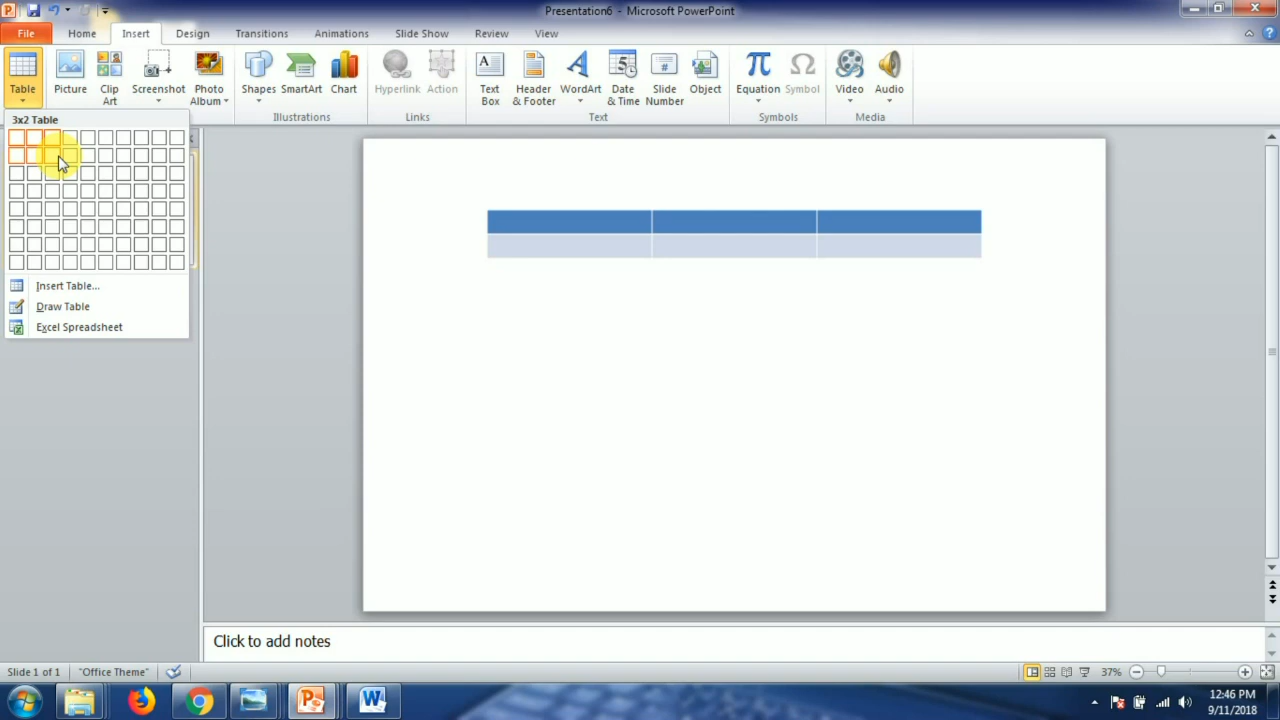 Presentation6 - Microsoft PowerPoint
File Home Insert Design Transitions Animations Slide Show Review View
Table
Picture
Clip
Art
Screenshot
Photo
Album
Shapes
SmartArt
Chart
Hyperlink
Action
Text
Box
Header
& Footer
WordArt
Date
& Time
Slide
Number
Object
Equation
Symbol
Video
Audio
Illustrations
Links
Text
Symbols
Media
3x2 Table
Insert Table...
Draw Table
Excel Spreadsheet
Click to add notes
Slide 1 of 1 "Office Theme" 37%
12:46 PM
9/11/2018